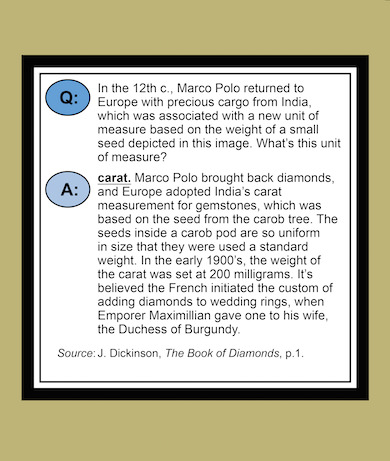 Q:
In the 12th c., Marco Polo returned to
Europe with precious cargo from India,
which was associated with a new unit of
measure based on the weight of a small
seed depicted in this image. What's this unit
of measure?
A:
carat. Marco Polo brought back diamonds,
and Europe adopted India's carat
measurement for gemstones, which was
based on the seed from the carob tree. The
seeds inside a carob pod are so uniform
in size that they were used a standard
weight. In the early 1900's, the weight of
the carat was set at 200 milligrams. It's
believed the French initiated the custom of
adding diamonds to wedding rings, when
Emporer Maximillian gave one to his wife,
the Duchess of Burgundy.
Source: J. Dickinson, The Book of Diamonds, p.1.